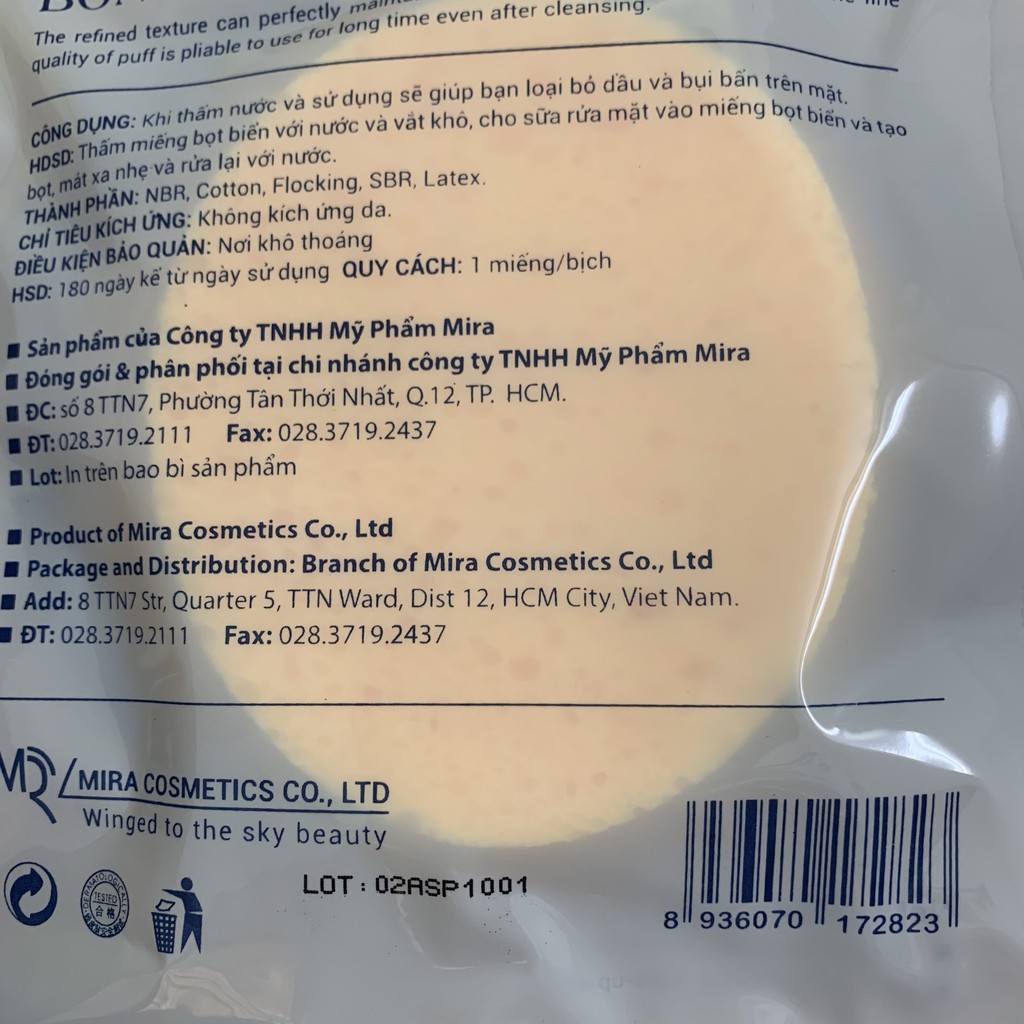 The refined texture can perfectly
quality of puff is pliable to use for long time even after cleansing.
CÔNG DỤNG: Khi thấm nước và sử dụng sẽ giúp bạn loại bỏ dầu và bụi bẩn trên mặt.
HDSD: Thấm miếng bọt biển với nước và vắt khô, cho sữa rửa mặt vào miếng bọt biển và tạo
bọt, mát xa nhẹ và rửa lại với nước.
THÀNH PHẦN: NBR, Cotton, Flocking, SBR, Latex.
CHỈ TIÊU KÍCH ỨNG: Không kích ứng da.
ĐIỀU KIỆN BẢO QUẢN: Nơi khô thoáng
HSD: 180 ngày kể từ ngày sử dụng QUY CÁCH: 1 miếng/bịch
Sản phẩm của Công ty TNHH Mỹ Phẩm Mira
Đóng gói & phân phối tại chi nhánh công ty TNHH Mỹ Phẩm Mira
ĐC: số 8 TTN7, Phường Tân Thới Nhất, Q.12, TP. HCM.
ĐT: 028.3719.2111 Fax: 028.3719.2437
Lot: In trên bao bì sản phẩm
Product of Mira Cosmetics Co., Ltd
Package and Distribution: Branch of Mira Cosmetics Co., Ltd
Add: 8 TTN7 Str, Quarter 5, TTN Ward, Dist 12, HCM City, Viet Nam.
ĐT: 028.3719.2111 Fax: 028.3719.2437
MIRA COSMETICS CO., LTD
Winged to the sky beauty
DERMATOLOGICALLY
TESTED
合格
LOT : 02ASP1001
8 936070 172823